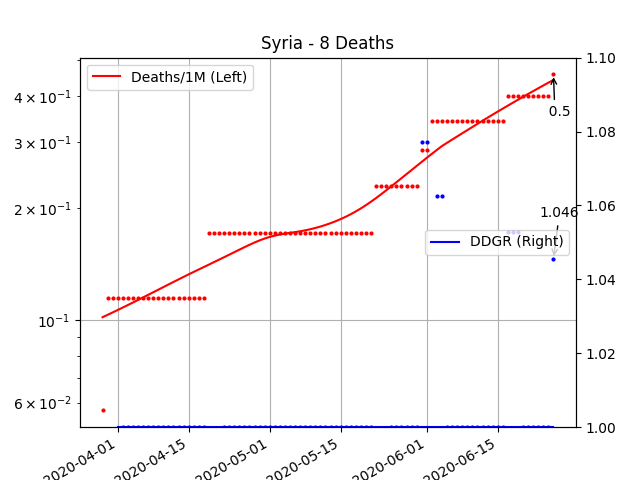 Syria - 8 Deaths
Deaths/1M (Left)
4 × 10⁻¹
3 × 10⁻¹
2 × 10⁻¹
10⁻¹
6 × 10⁻²
1.10
1.08
1.06
1.04
1.02
1.00
0.5
1.046
DDGR (Right)
2020-04-01
2020-04-15
2020-05-01
2020-05-15
2020-06-01
2020-06-15